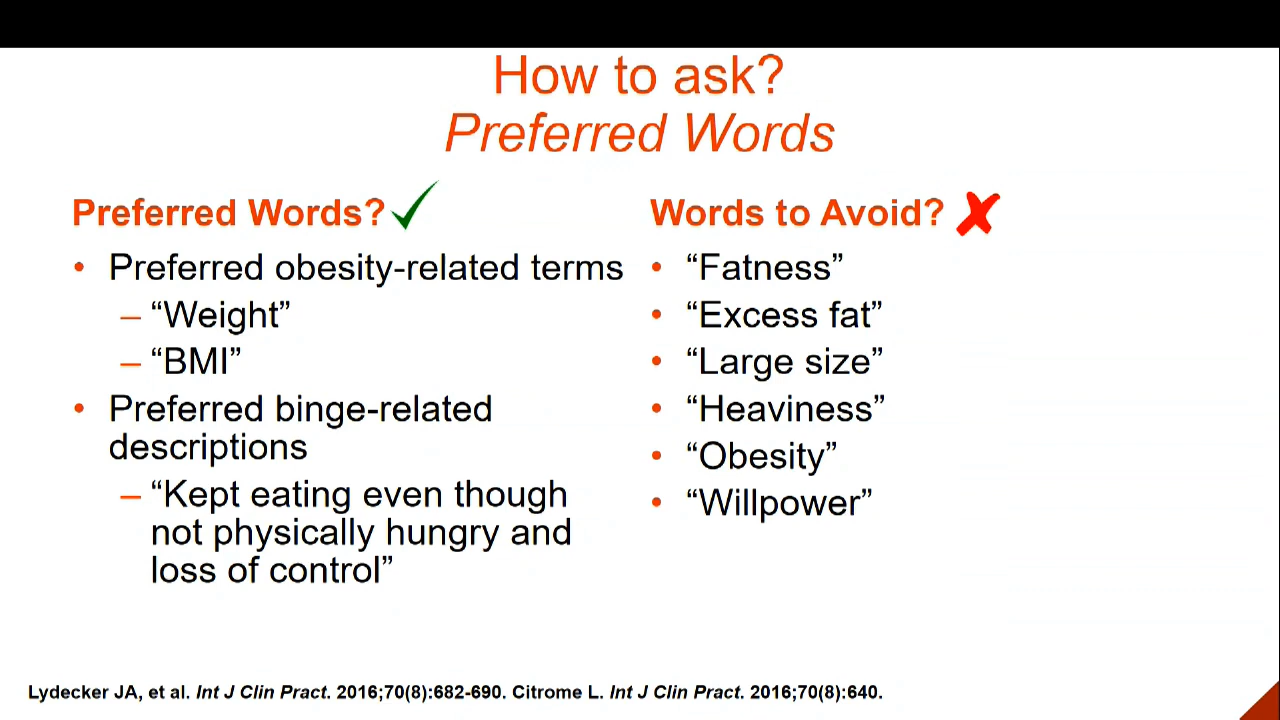 How to ask?
Preferred Words
Preferred Words?
• Preferred obesity-related terms
– “Weight”
– “BMI”
• Preferred binge-related
descriptions
– “Kept eating even though
not physically hungry and
loss of control”
Words to Avoid?
• “Fatness”
• “Excess fat”
• “Large size”
• “Heaviness”
• “Obesity”
• “Willpower”
Lydecker JA, et al. Int J Clin Pract. 2016;70(8):682-690. Citrome L. Int J Clin Pract. 2016;70(8):640.